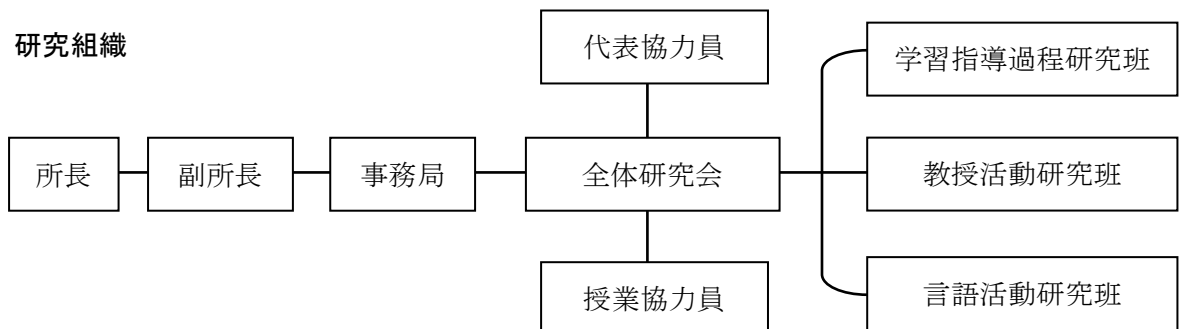 研究組織
代表協力員
学習指導過程研究班
所長
副所長
事務局
全体研究会
教授活動研究班
授業協力員
言語活動研究班